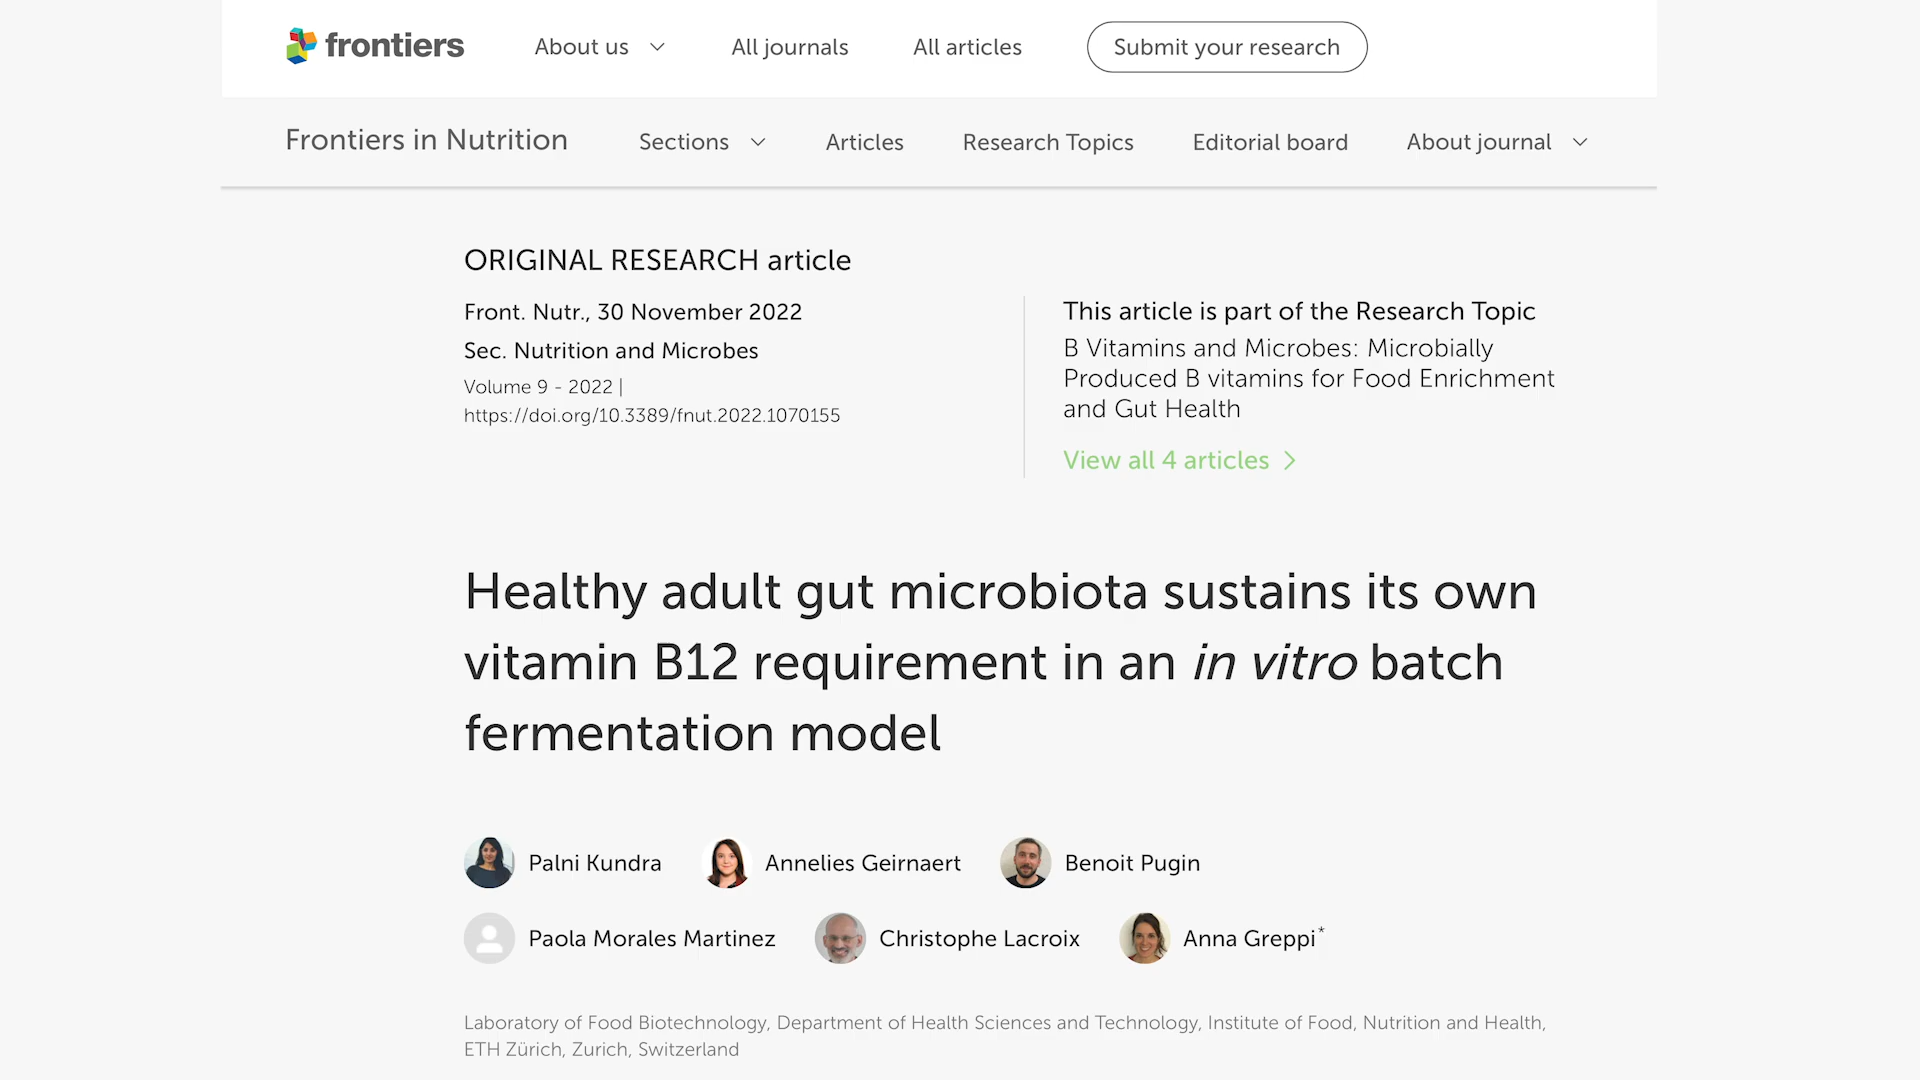 frontiers
About us
All journals
All articles
Submit your research
Frontiers in Nutrition
Sections
Articles
Research Topics
Editorial board
About journal
ORIGINAL RESEARCH article
Front. Nutr., 30 November 2022
Sec. Nutrition and Microbes
Volume 9 - 2022 |
https://doi.org/10.3389/fnut.2022.1070155
This article is part of the Research Topic
B Vitamins and Microbes: Microbially
Produced B vitamins for Food Enrichment
and Gut Health
View all 4 articles
Healthy adult gut microbiota sustains its own
vitamin B12 requirement in an in vitro batch
fermentation model
Palni Kundra
Annelies Geirnaert
Benoit Pugin
Paola Morales Martinez
Christophe Lacroix
Anna Greppi*
Laboratory of Food Biotechnology, Department of Health Sciences and Technology, Institute of Food, Nutrition and Health,
ETH Zürich, Zurich, Switzerland